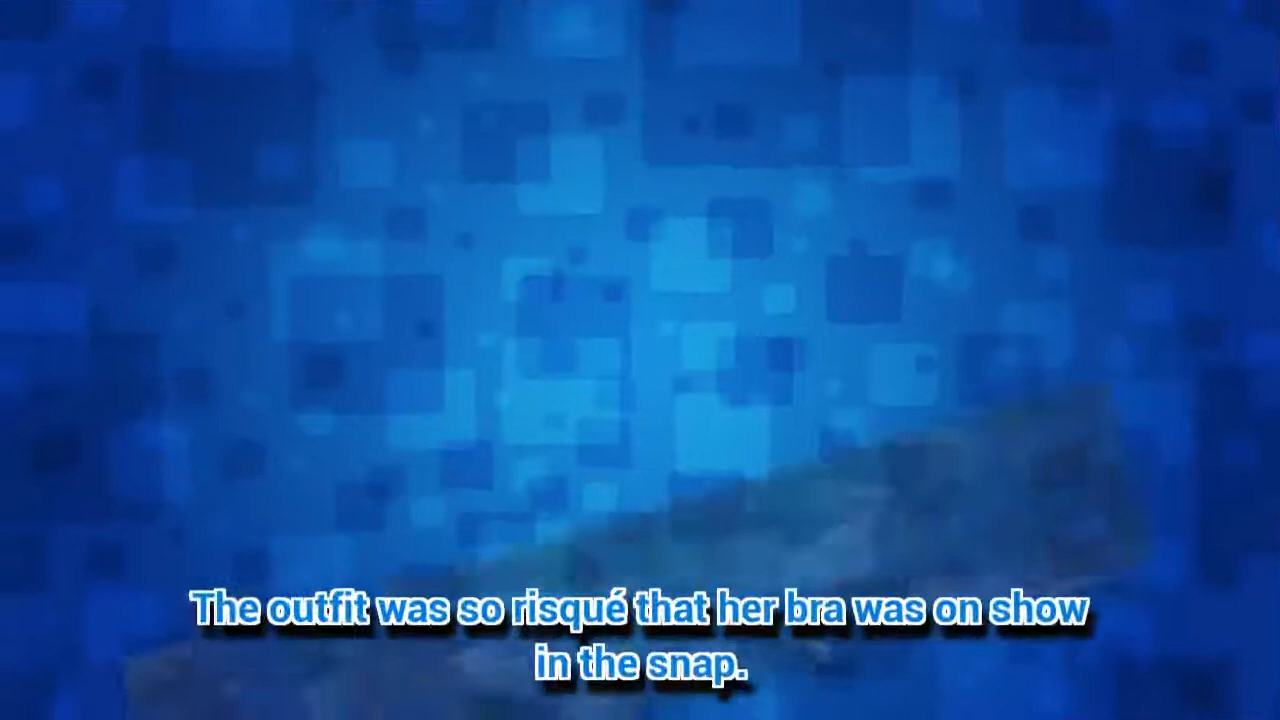 The outfit was so risqué that her bra was on show
in the snap.